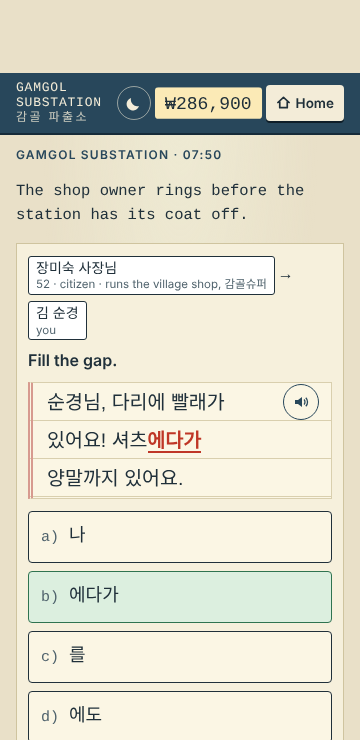 GAMGOL
SUBSTATION
감골 파출소
₩286,900
Home
GAMGOL SUBSTATION · 07:50
The shop owner rings before the
station has its coat off.
장미숙 사장님
52 · citizen · runs the village shop, 감골슈퍼
→
김 순경
you
Fill the gap.
순경님, 다리에 빨래가
있어요! 셔츠에다가
양말까지 있어요.
a) 나
b) 에다가
c) 를
d) 에도